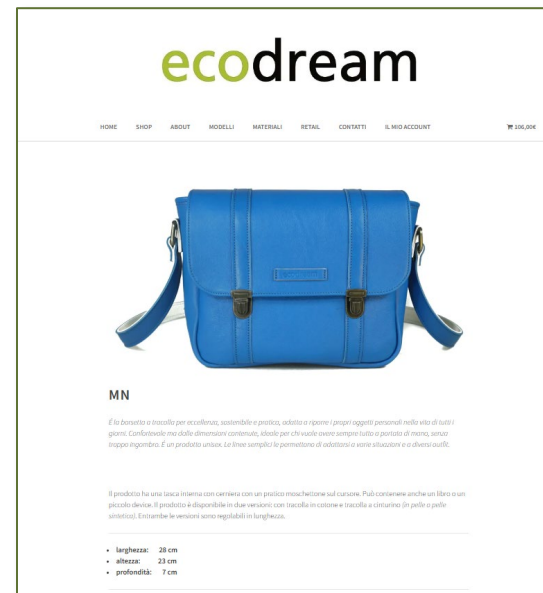 ecodream
HOME SHOP ABOUT MODELLI MATERIALI RETAIL CONTATTI IL MIO ACCOUNT 106,00€
MN
È la borsetta a tracolla per eccellenza, sostenibile e pratica, adatta a riporre i propri oggetti personali nella vita di tutti i
giorni. Confortevole ma dalle dimensioni contenute, ideale per chi vuole avere sempre tutto a portata di mano, senza
troppo ingombro. È un prodotto unisex. Le linee semplici le permettono di adattarsi a varie situazioni e a diversi outfit.
Il prodotto ha una tasca interna con cerniera con un pratico moschettone sul cursore. Può contenere anche un libro o un
piccolo device. Il prodotto è disponibile in due versioni: con tracolla in cotone e tracolla a cinturino (in pelle o pelle
sintetica). Entrambe le versioni sono regolabili in lunghezza.
larghezza: 28 cm
altezza: 23 cm
profondità: 7 cm